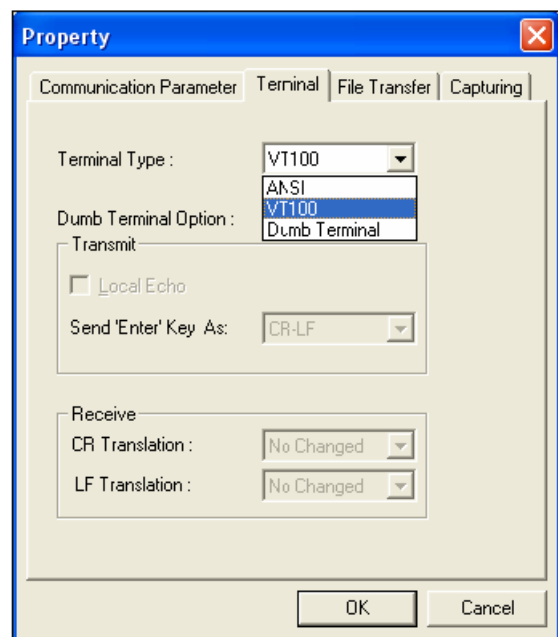 Property
Communication Parameter Terminal File Transfer Capturing
Terminal Type : VT100
ANSI
VT100
Dumb Terminal
Dumb Terminal Option :
Transmit
Local Echo
Send 'Enter' Key As: CR-LF
Receive
CR Translation : No Changed
LF Translation : No Changed
OK Cancel